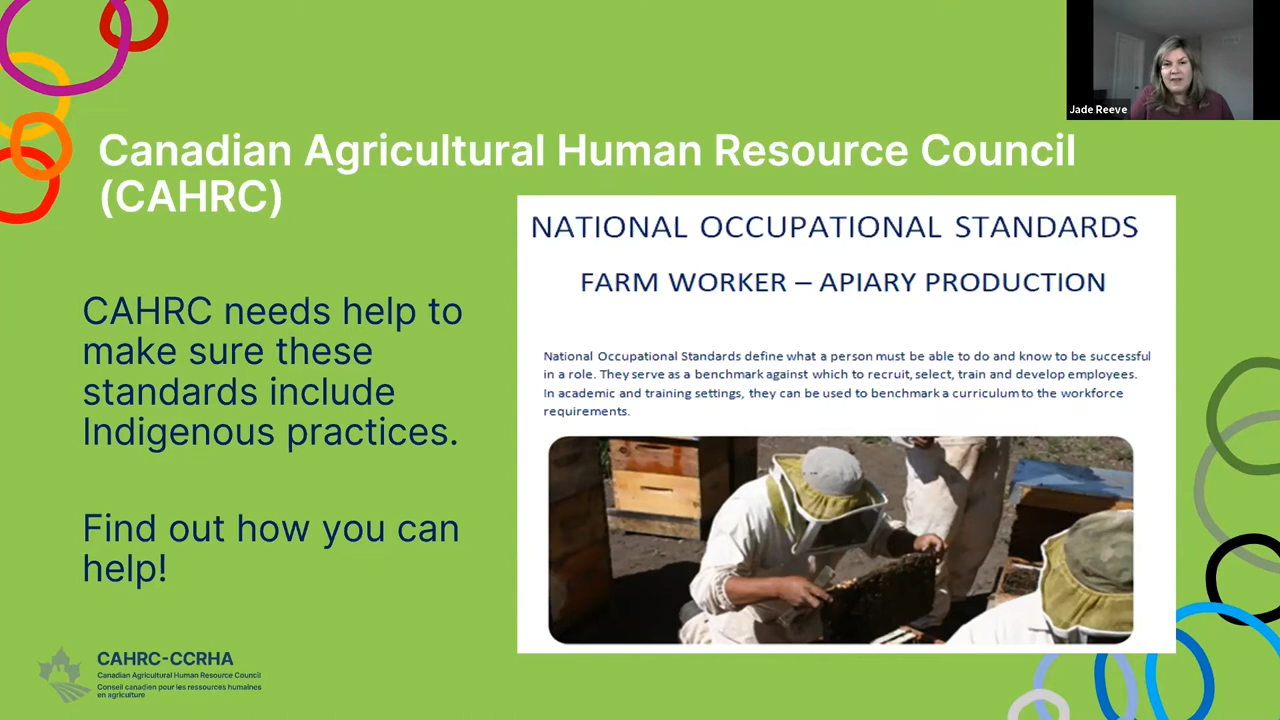 Jade Reeve
Canadian Agricultural Human Resource Council
(CAHRC)
CAHRC needs help to
make sure these
standards include
Indigenous practices.
Find out how you can
help!
NATIONAL OCCUPATIONAL STANDARDS
FARM WORKER – APIARY PRODUCTION
National Occupational Standards define what a person must be able to do and know to be successful
in a role. They serve as a benchmark against which to recruit, select, train and develop employees.
In academic and training settings, they can be used to benchmark a curriculum to the workforce
requirements.
CAHRC-CCRHA
Canadian Agricultural Human Resource Council
Conseil canadien pour les ressources humaines
en agriculture